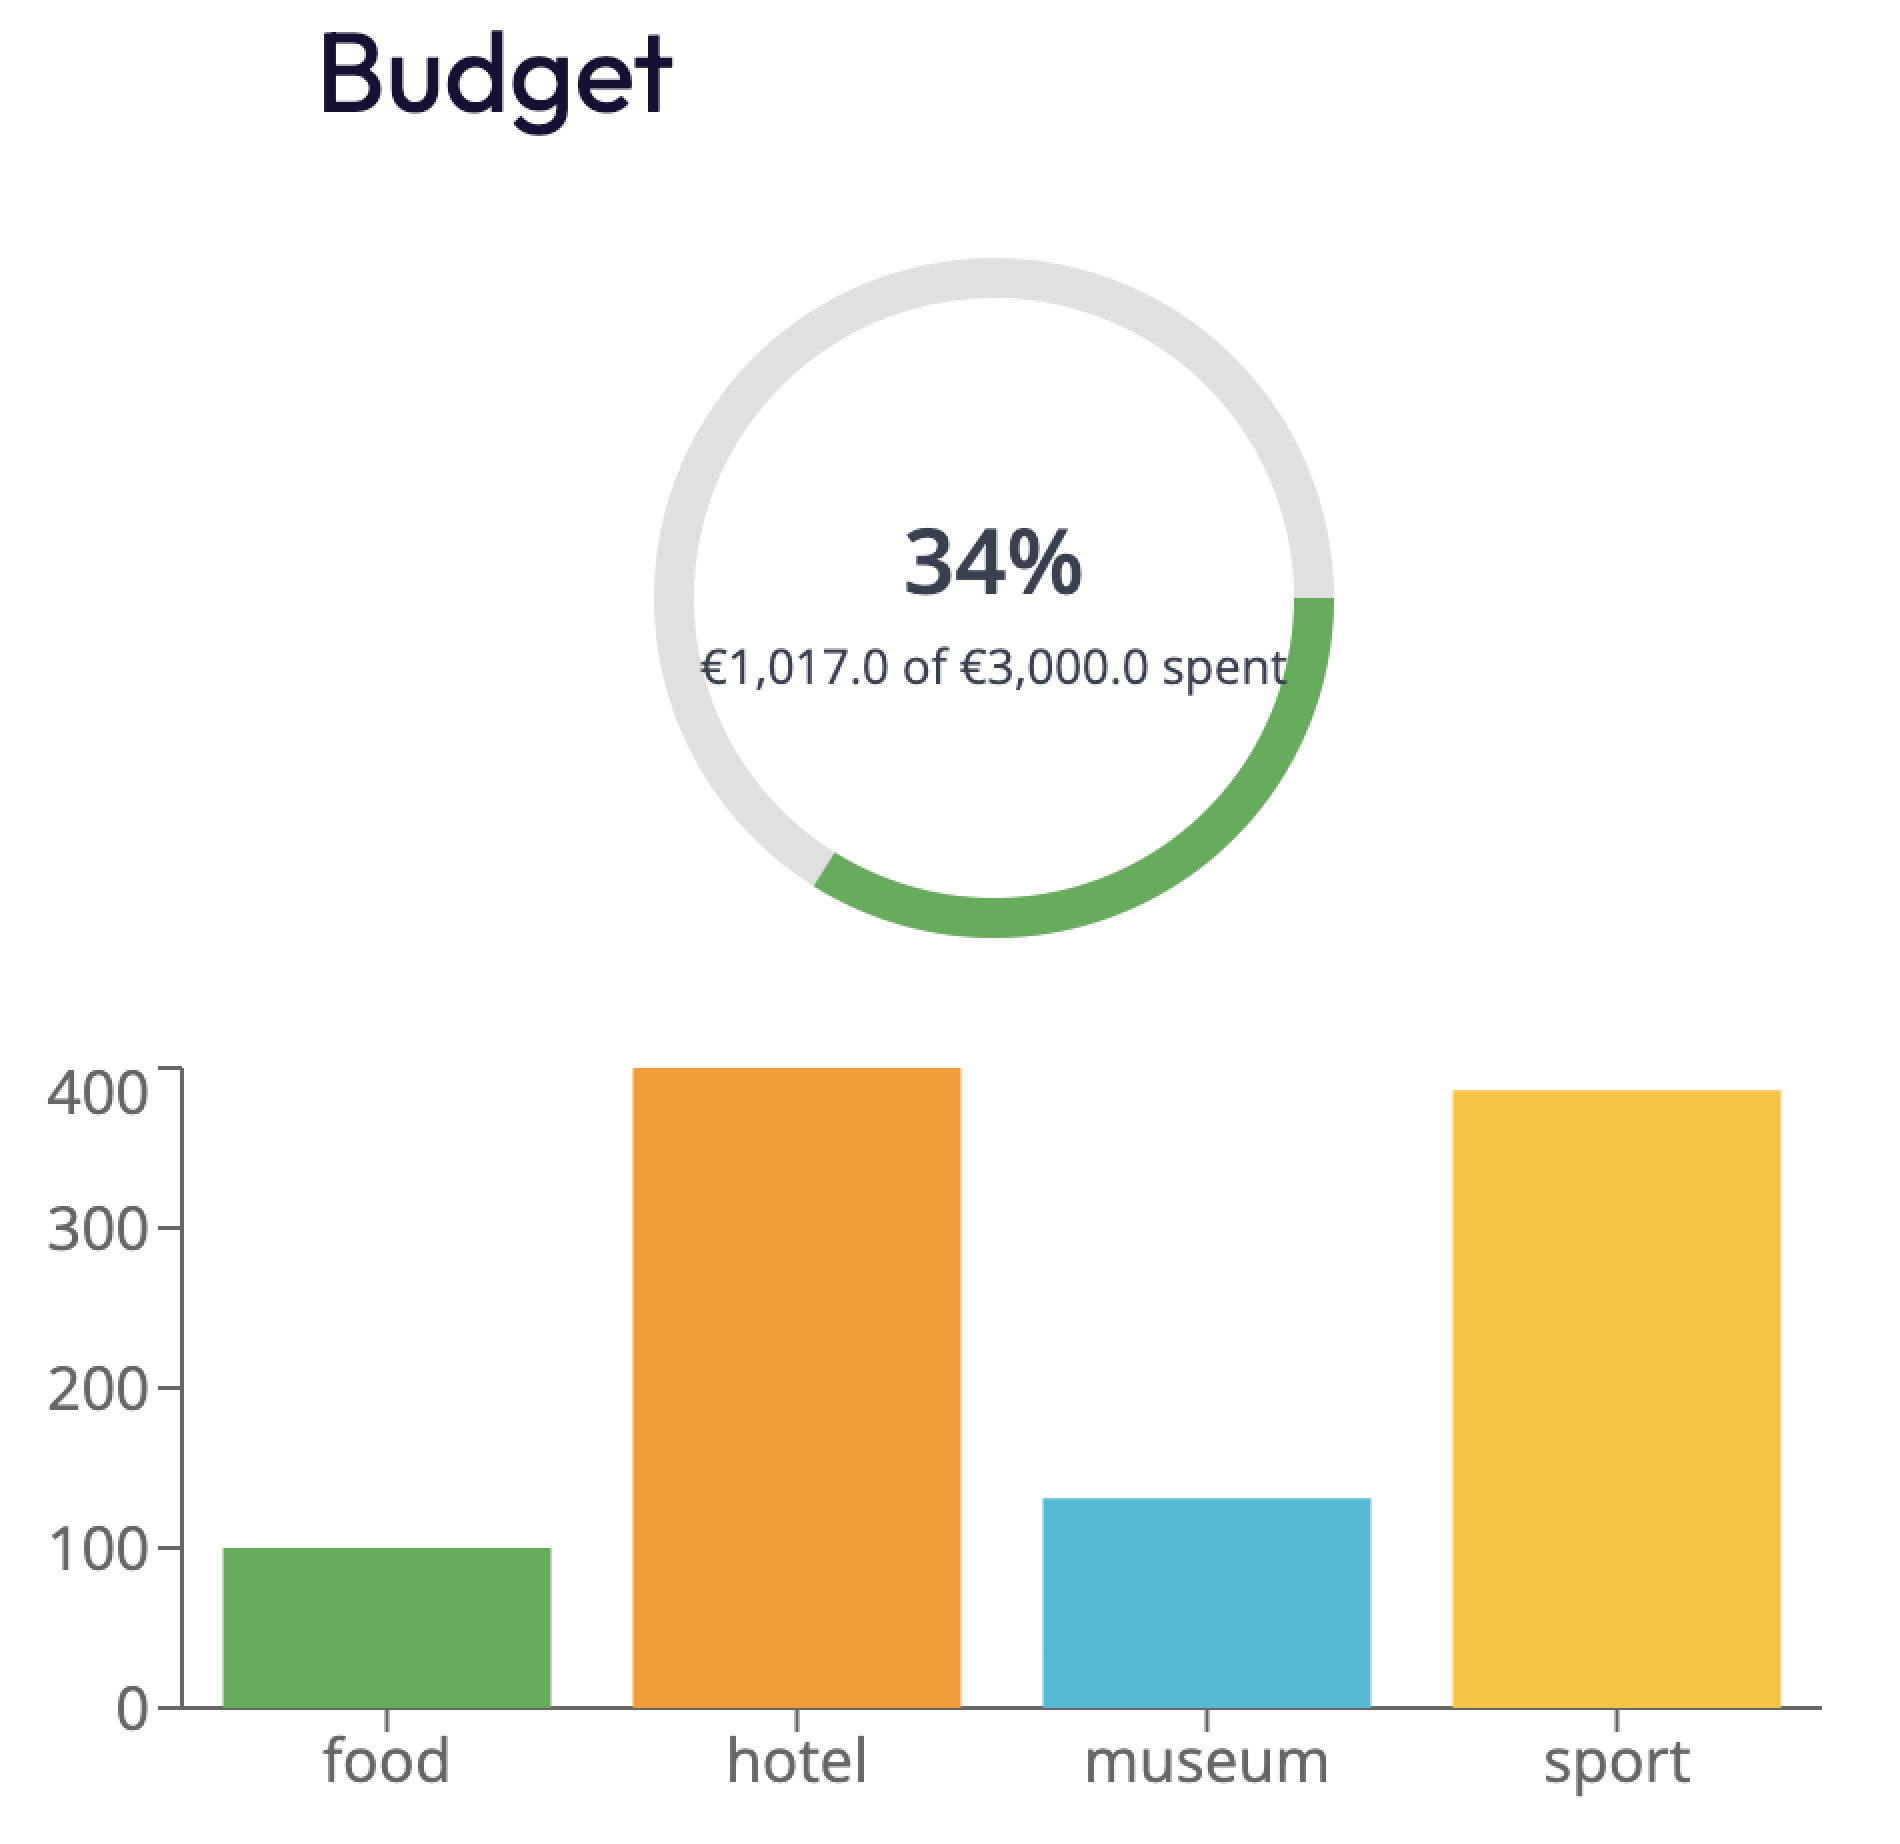 Budget
34%
€1,017.0 of €3,000.0 spent
400
300
200
100
0
food hotel museum sport